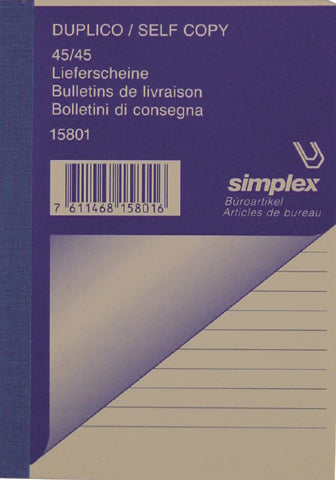 DUPLICO / SELF COPY
45/45
Lieferscheine
Bulletins de livraison
Bolletini di consegna
15801
7 611468 158016
simplex
Büroartikel
Articles de bureau